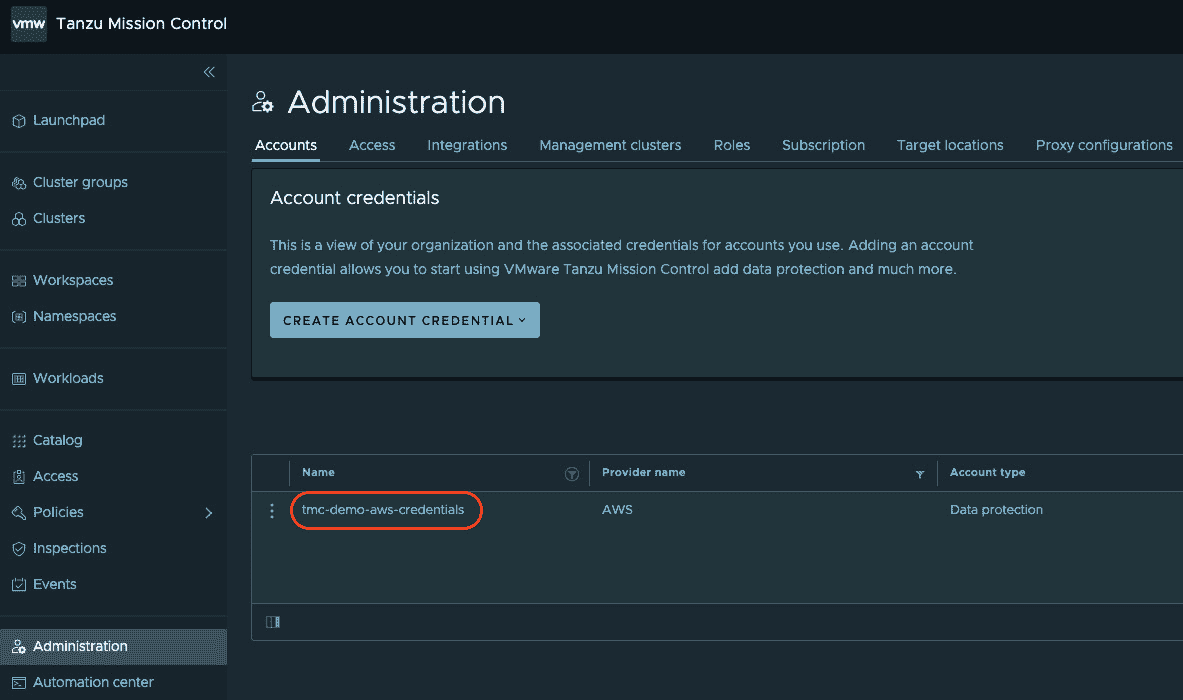 vmw Tanzu Mission Control
Launchpad
Cluster groups
Clusters
Workspaces
Namespaces
Workloads
Catalog
Access
Policies
Inspections
Events
Administration
Automation center
Administration
Accounts Access Integrations Management clusters Roles Subscription Target locations Proxy configurations
Account credentials
This is a view of your organization and the associated credentials for accounts you use. Adding an account
credential allows you to start using VMware Tanzu Mission Control add data protection and much more.
CREATE ACCOUNT CREDENTIAL
Name Provider name Account type
tmc-demo-aws-credentials AWS Data protection